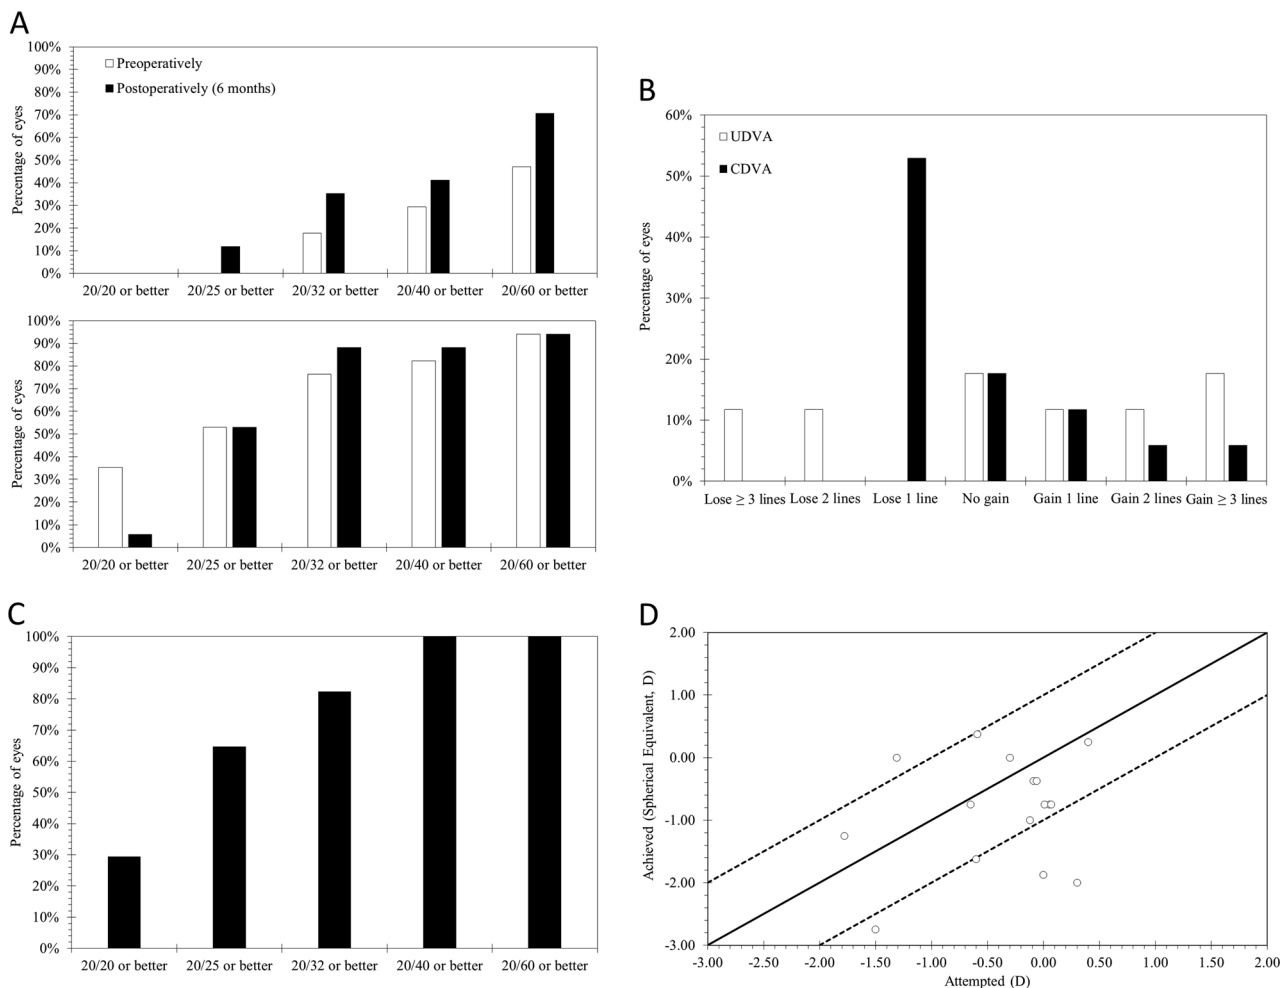 A
100%
90%
80%
70%
60%
50%
40%
30%
20%
10%
0%
Percentage of eyes
Preoperatively
Postoperatively (6 months)
20/20 or better 20/25 or better 20/32 or better 20/40 or better 20/60 or better
100%
90%
80%
70%
60%
50%
40%
30%
20%
10%
0%
Percentage of eyes
20/20 or better 20/25 or better 20/32 or better 20/40 or better 20/60 or better
B
60%
50%
40%
30%
20%
10%
0%
Percentage of eyes
UDVA
CDVA
Lose ≥ 3 lines Lose 2 lines Lose 1 line No gain Gain 1 line Gain 2 lines Gain ≥ 3 lines
C
100%
90%
80%
70%
60%
50%
40%
30%
20%
10%
0%
Percentage of eyes
20/20 or better 20/25 or better 20/32 or better 20/40 or better 20/60 or better
D
2.00
1.00
0.00
-1.00
-2.00
-3.00
Achieved (Spherical Equivalent, D)
-3.00 -2.50 -2.00 -1.50 -1.00 -0.50 0.00 0.50 1.00 1.50 2.00
Attempted (D)